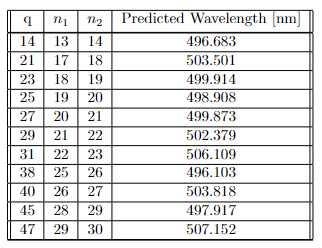 q n₁ n₂ Predicted Wavelength [nm]
14 13 14 496.683
21 17 18 503.501
23 18 19 499.914
25 19 20 498.908
27 20 21 499.873
29 21 22 502.379
31 22 23 506.109
38 25 26 496.103
40 26 27 503.818
45 28 29 497.917
47 29 30 507.152